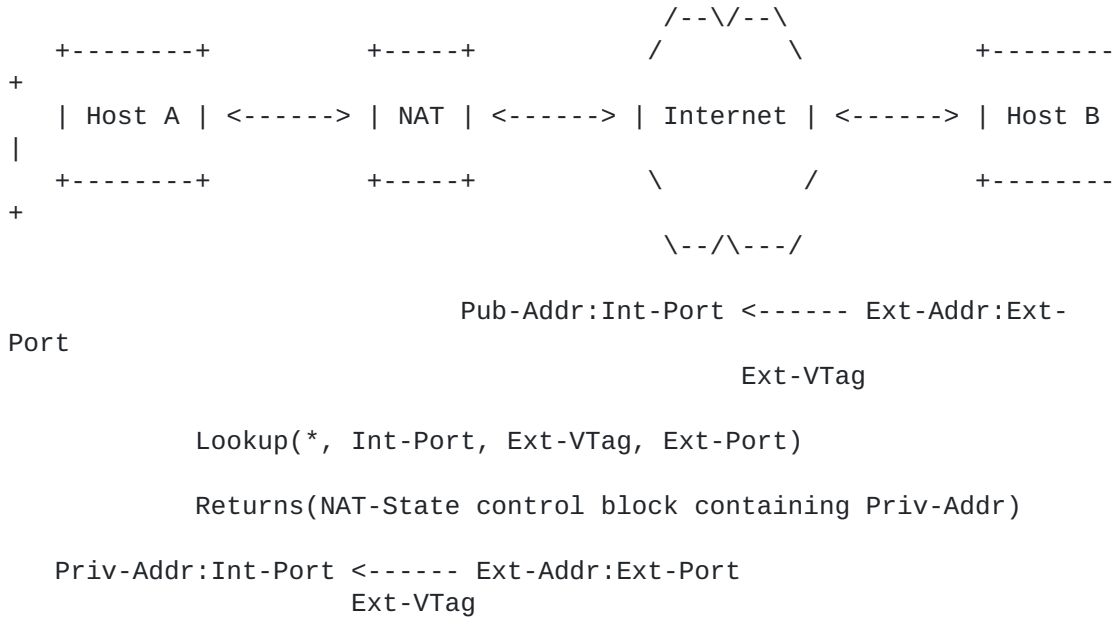 /--\/--\
   +--------+          +-----+           /        \           +--------
+
   | Host A | <------> | NAT | <------> | Internet | <------> | Host B
|
   +--------+          +-----+           \         /          +--------
+
                                           \--/\---/
                             Pub-Addr:Int-Port <------ Ext-Addr:Ext-
Port
                                               Ext-VTag
            Lookup(*, Int-Port, Ext-VTag, Ext-Port)
            Returns(NAT-State control block containing Priv-Addr)
   Priv-Addr:Int-Port <------ Ext-Addr:Ext-Port
                      Ext-VTag